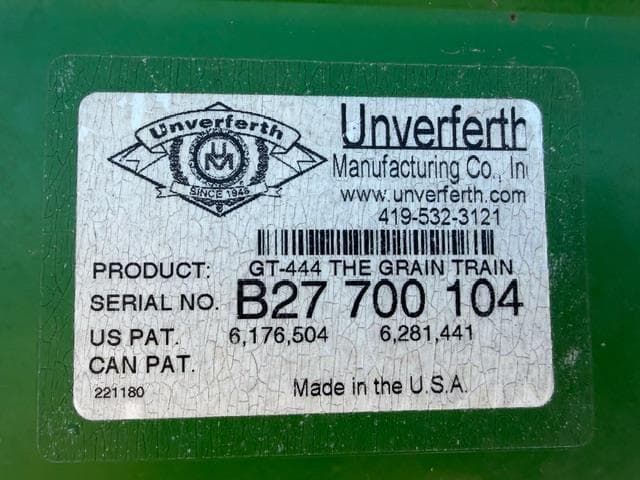 Unverferth
UM
SINCE 1948
Unverferth
Manufacturing Co., In
www.unverferth.com
419-532-3121
PRODUCT: GT-444 THE GRAIN TRAIN
SERIAL NO. B27 700 104
US PAT. 6,176,504 6,281,441
CAN PAT.
221180 Made in the U.S.A.